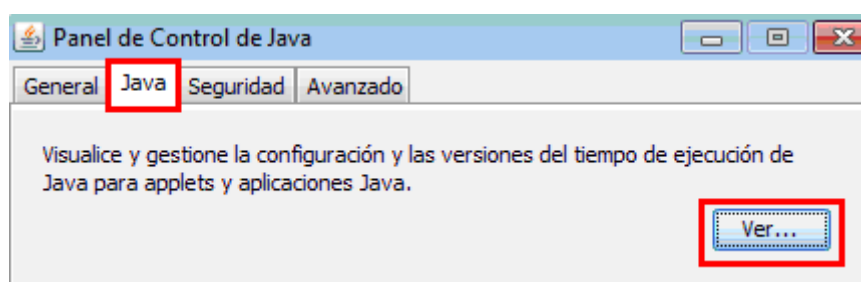 Panel de Control de Java
General Java Seguridad Avanzado
Visualice y gestione la configuración y las versiones del tiempo de ejecución de
Java para applets y aplicaciones Java.
Ver...